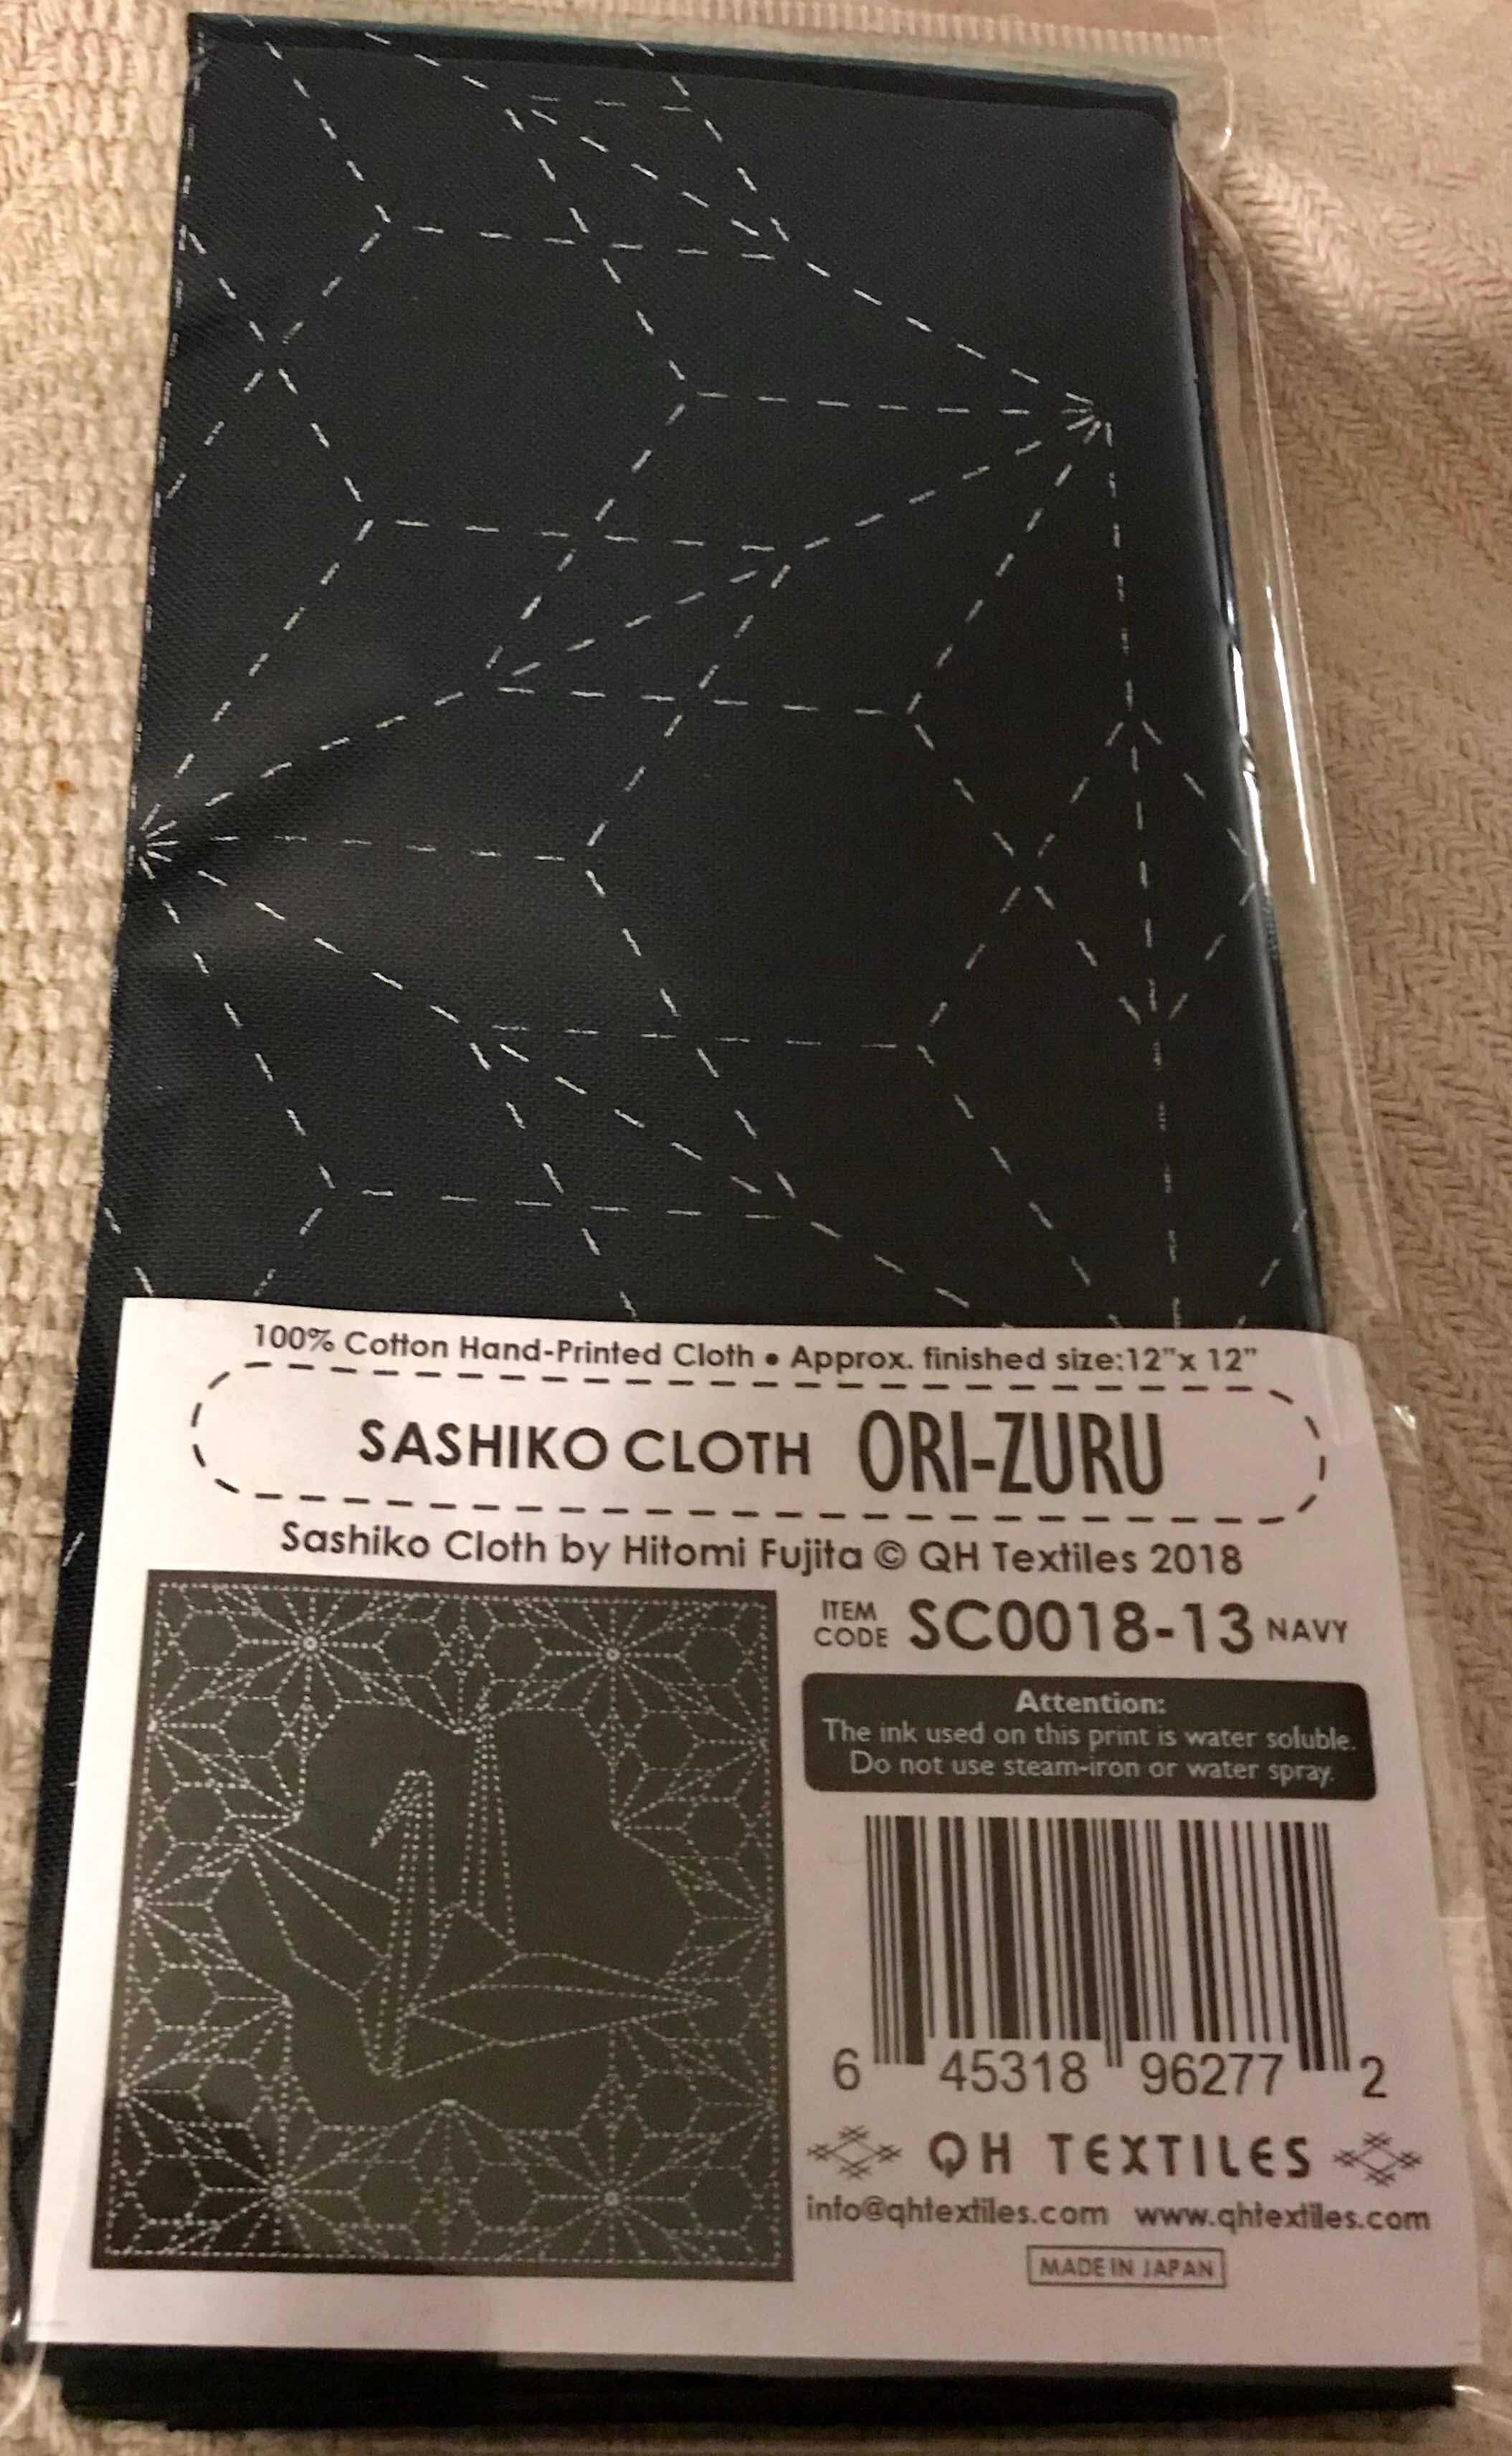 100% Cotton Hand-Printed Cloth • Approx. finished size:12"x 12"
SASHIKO CLOTH ORI-ZURU
Sashiko Cloth by Hitomi Fujita © QH Textiles 2018
ITEM CODE SC0018-13 NAVY
Attention:
The ink used on this print is water soluble.
Do not use steam-iron or water spray.
6 45318 96277 2
QH TEXTILES
info@qhtextiles.com www.qhtextiles.com
MADE IN JAPAN